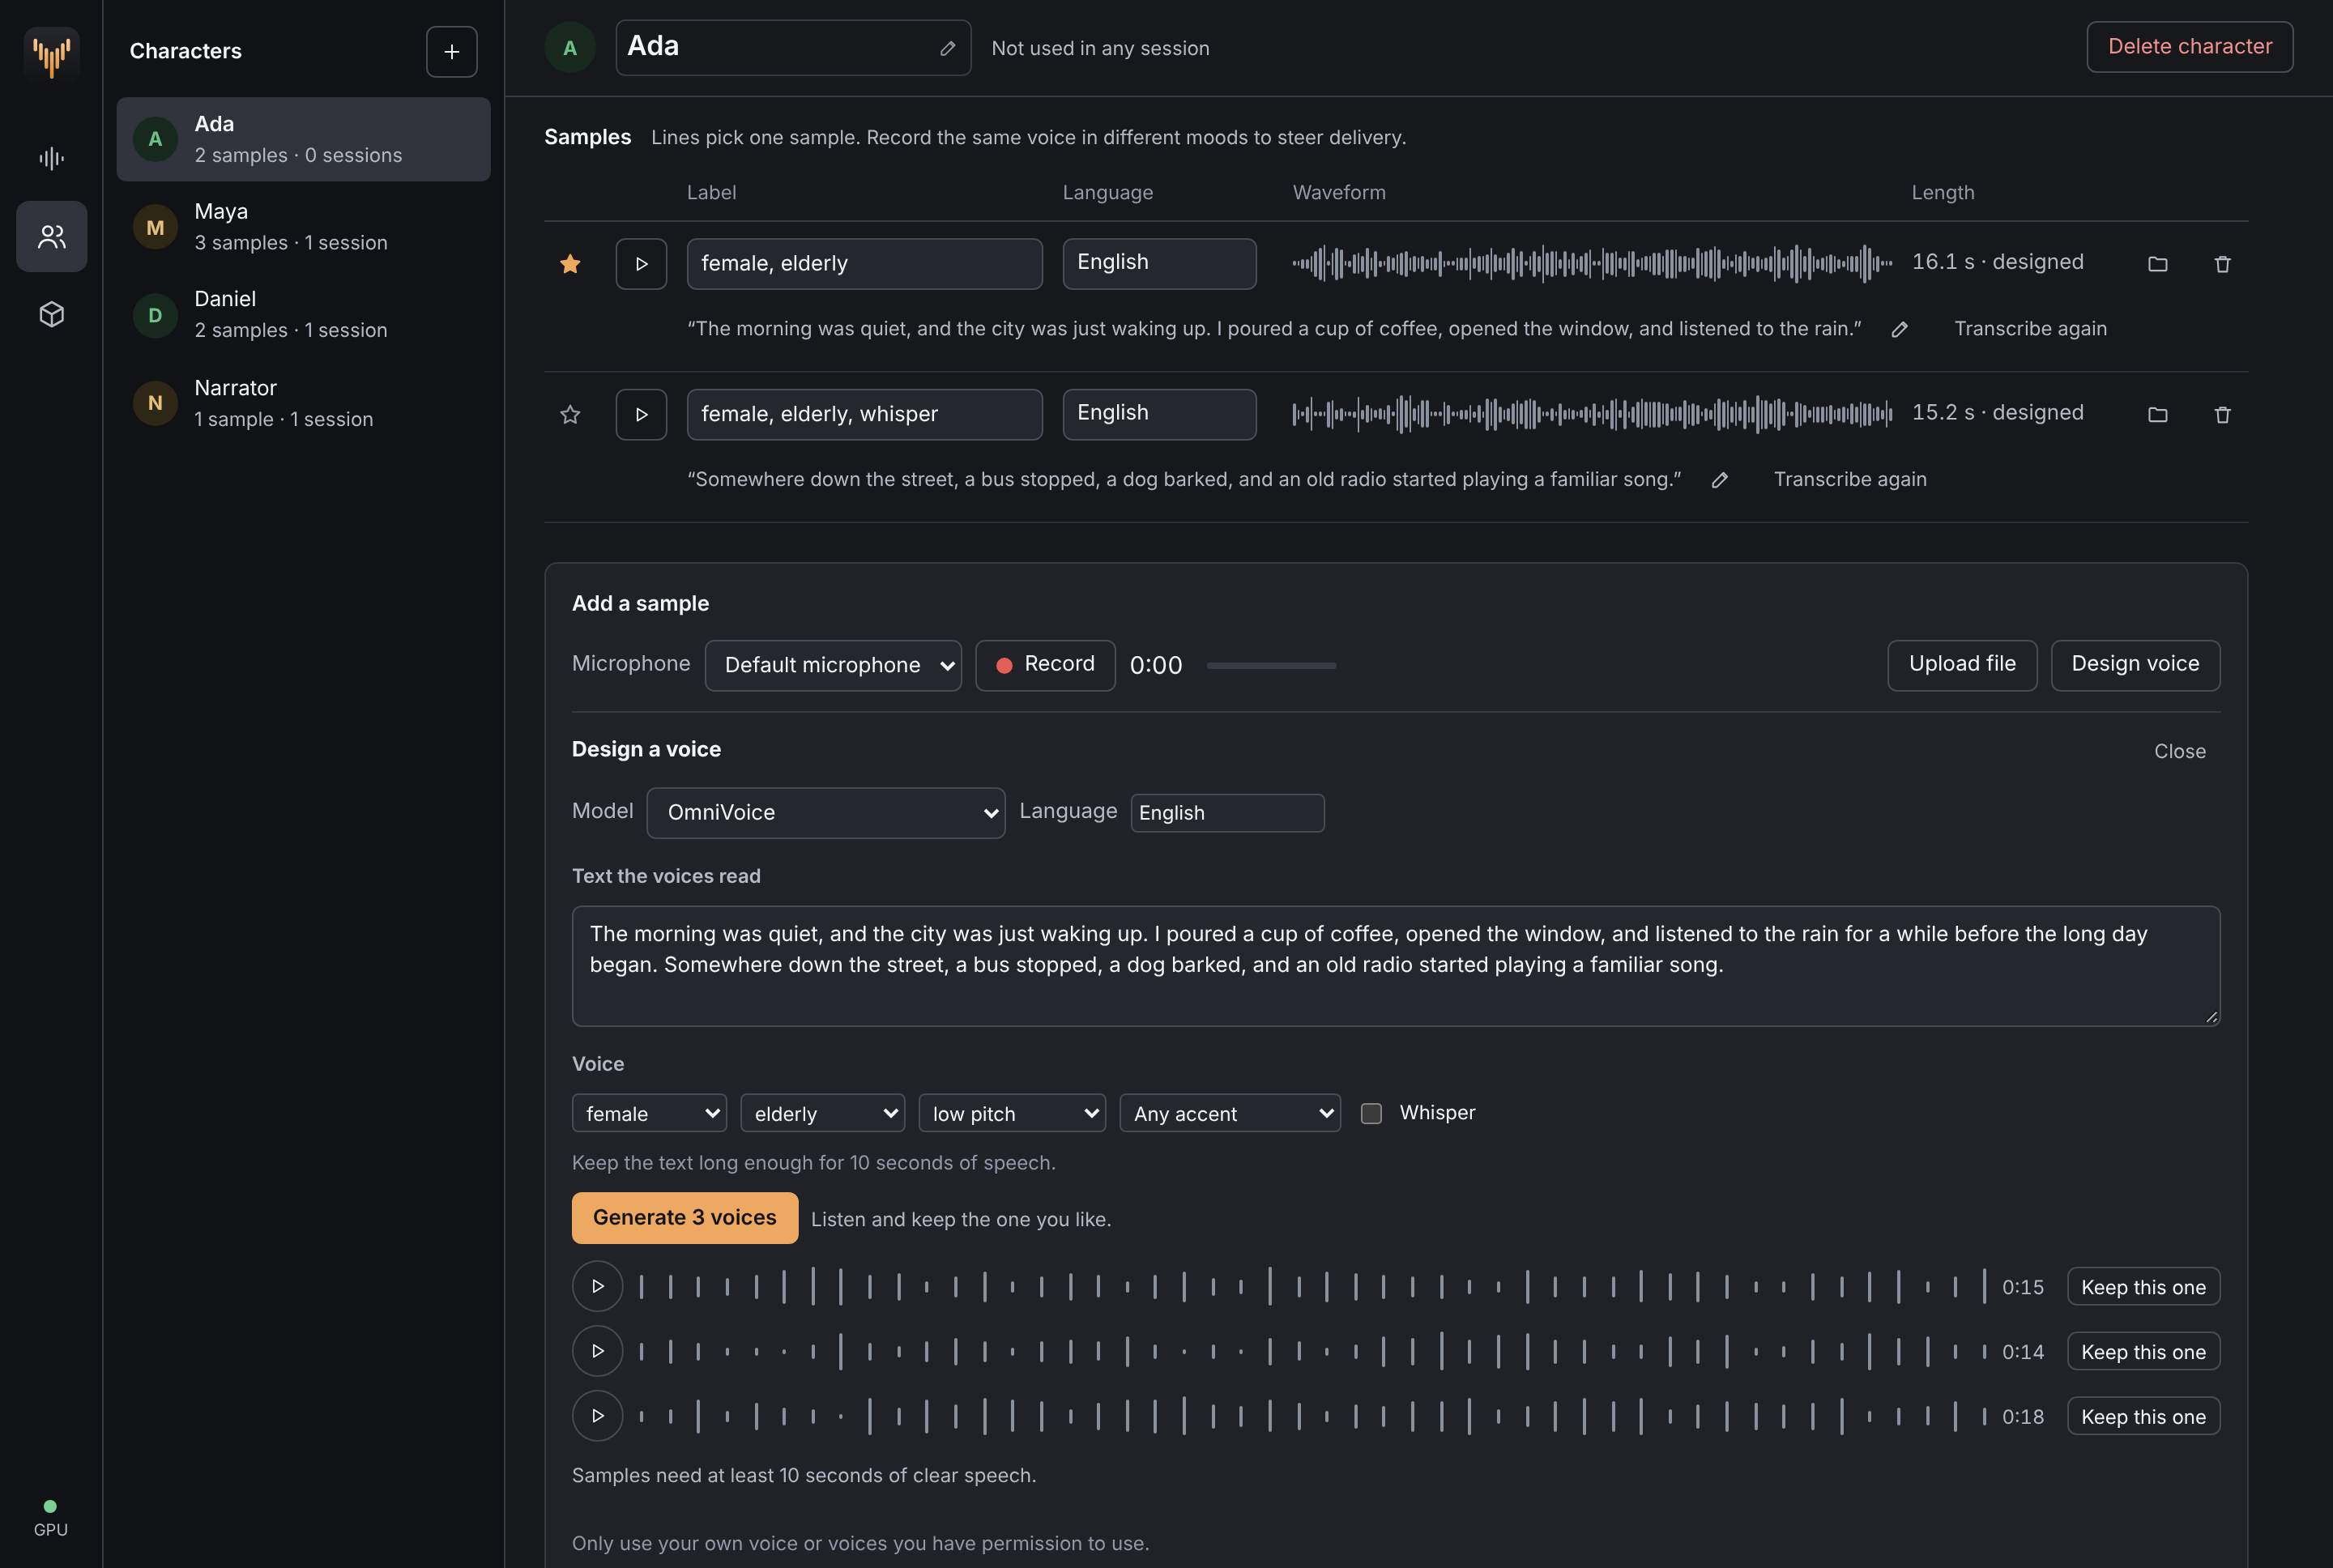 Characters
+
A
Ada
2 samples · 0 sessions
M
Maya
3 samples · 1 session
D
Daniel
2 samples · 1 session
N
Narrator
1 sample · 1 session
GPU
A
Ada
Not used in any session
Delete character
Samples
Lines pick one sample. Record the same voice in different moods to steer delivery.
Label
Language
Waveform
Length
female, elderly
English
16.1 s · designed
“The morning was quiet, and the city was just waking up. I poured a cup of coffee, opened the window, and listened to the rain.”
Transcribe again
female, elderly, whisper
English
15.2 s · designed
“Somewhere down the street, a bus stopped, a dog barked, and an old radio started playing a familiar song.”
Transcribe again
Add a sample
Microphone
Default microphone
Record
0:00
Upload file
Design voice
Design a voice
Close
Model
OmniVoice
Language
English
Text the voices read
The morning was quiet, and the city was just waking up. I poured a cup of coffee, opened the window, and listened to the rain for a while before the long day
began. Somewhere down the street, a bus stopped, a dog barked, and an old radio started playing a familiar song.
Voice
female
elderly
low pitch
Any accent
Whisper
Keep the text long enough for 10 seconds of speech.
Generate 3 voices
Listen and keep the one you like.
0:15
Keep this one
0:14
Keep this one
0:18
Keep this one
Samples need at least 10 seconds of clear speech.
Only use your own voice or voices you have permission to use.